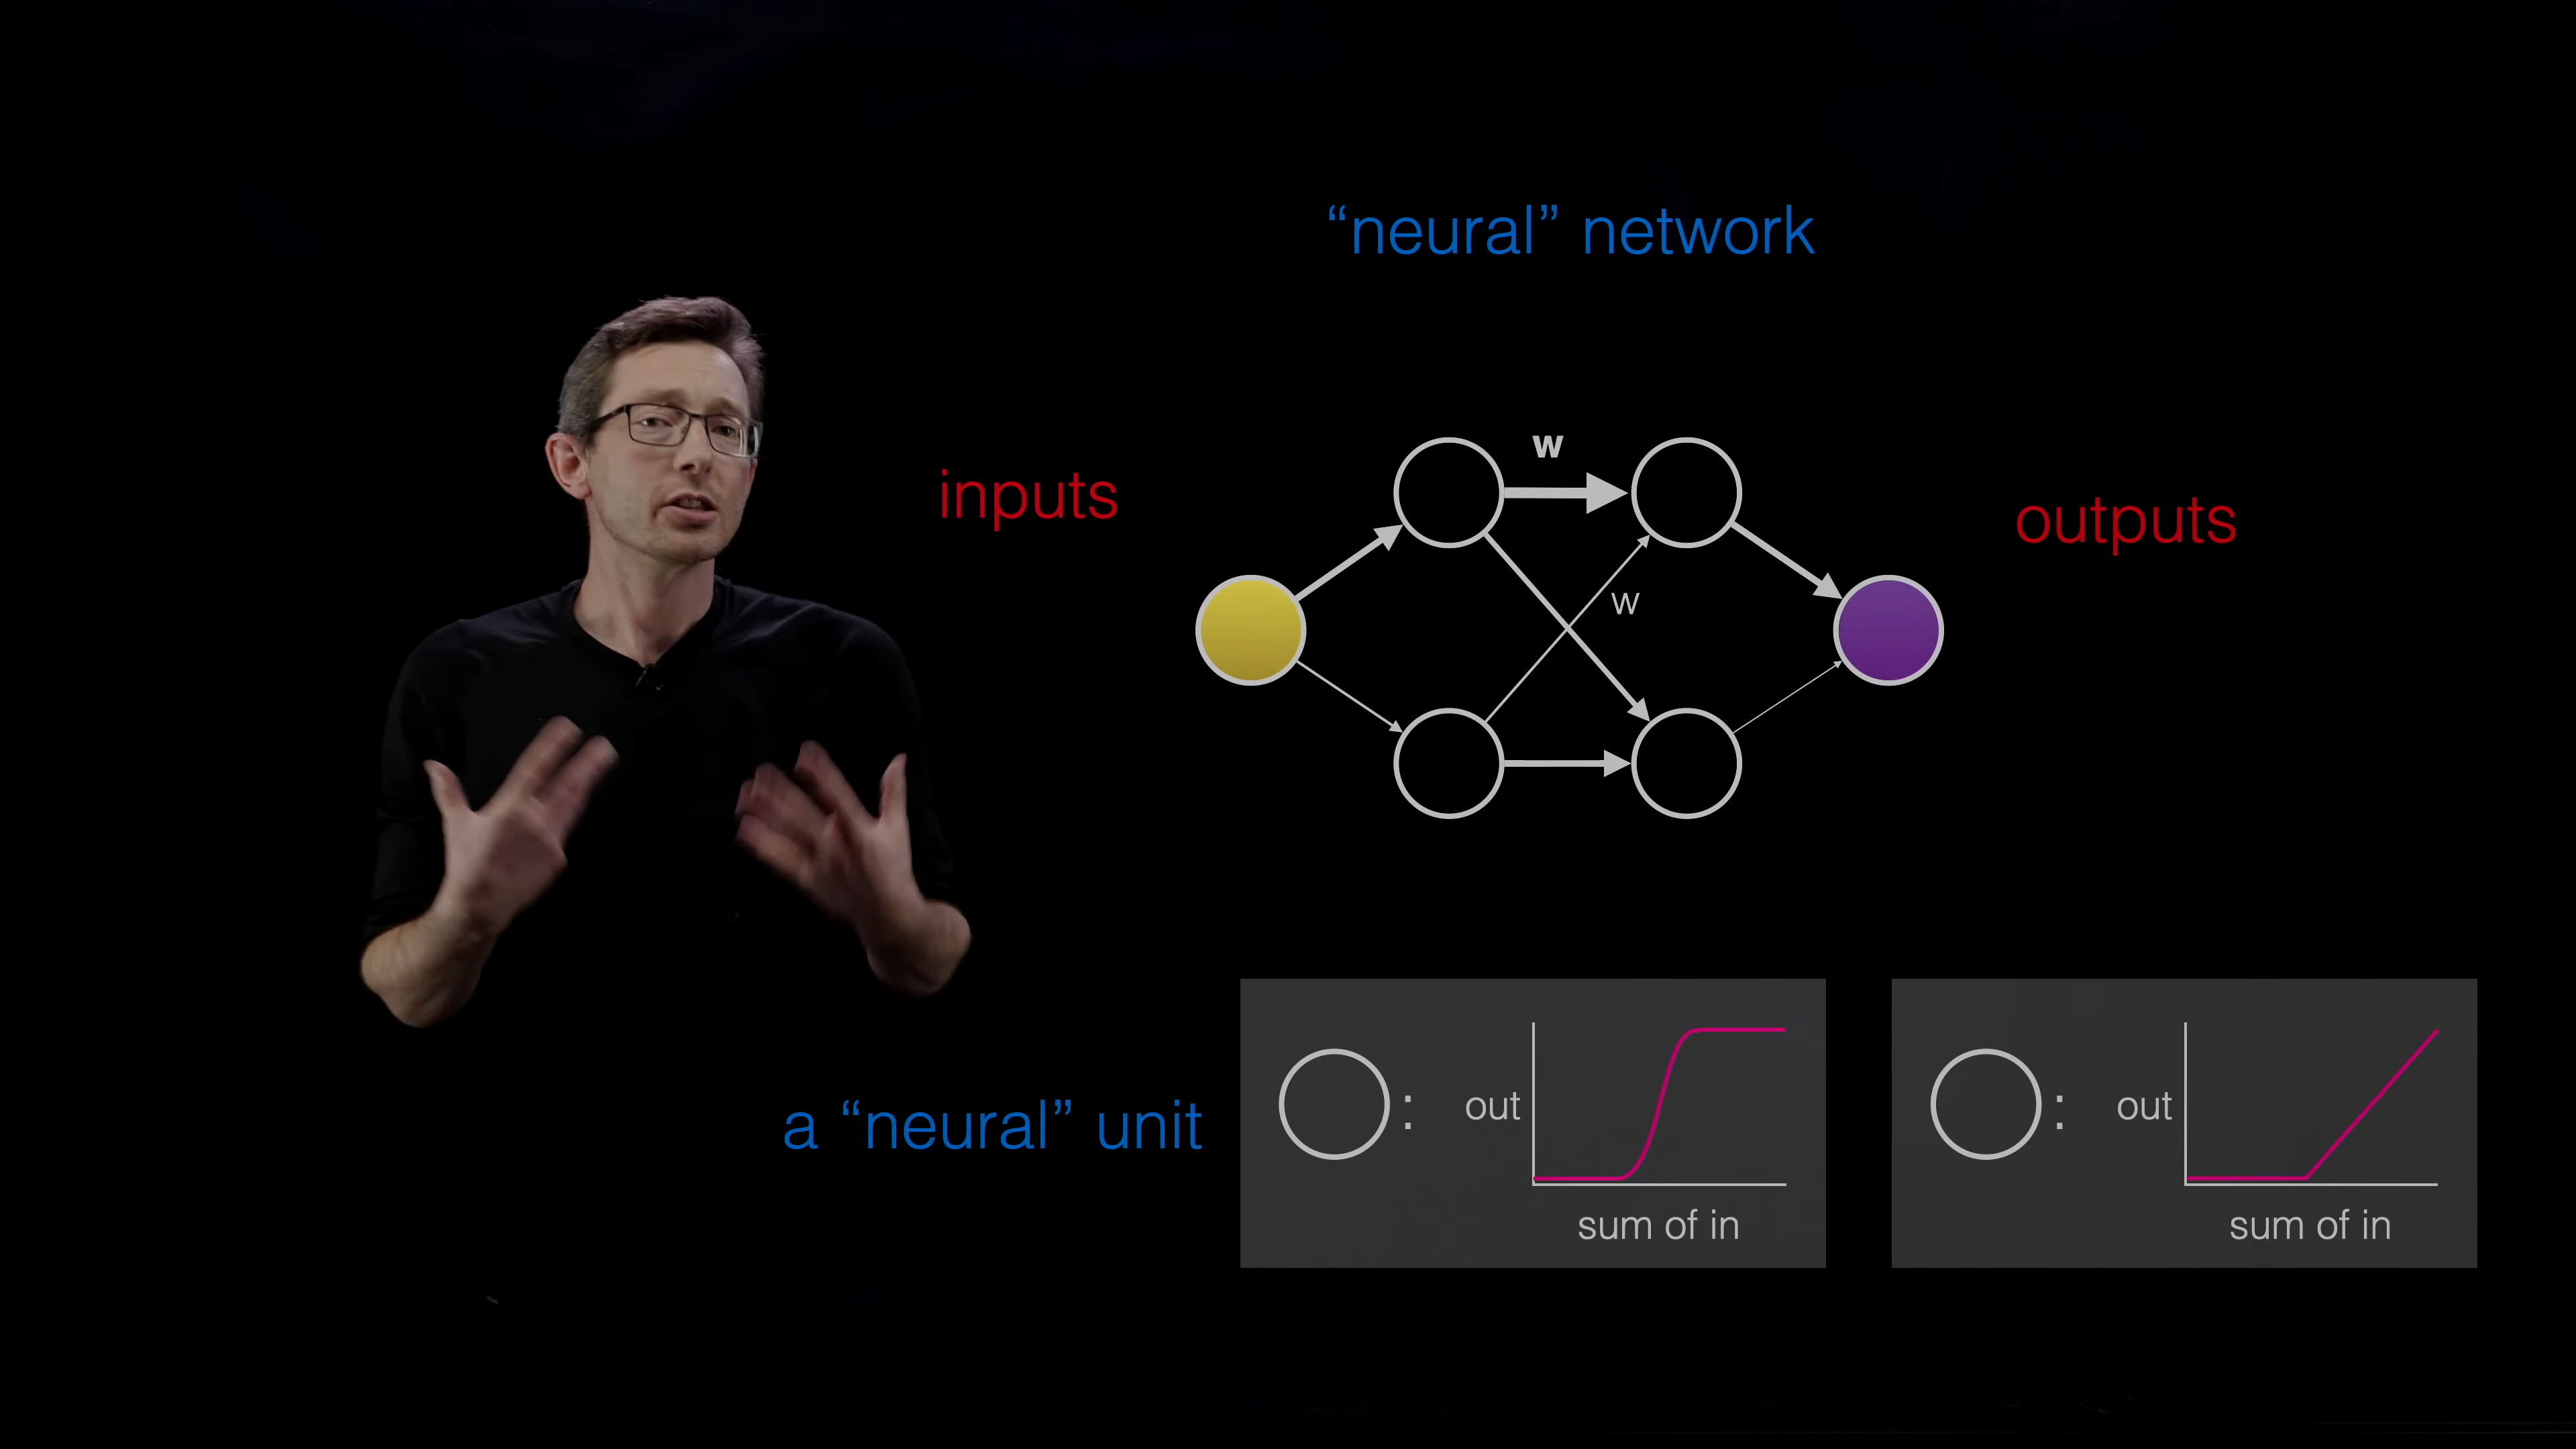 “neural” network
inputs
w
w
outputs
a “neural” unit
:
out
sum of in
:
out
sum of in